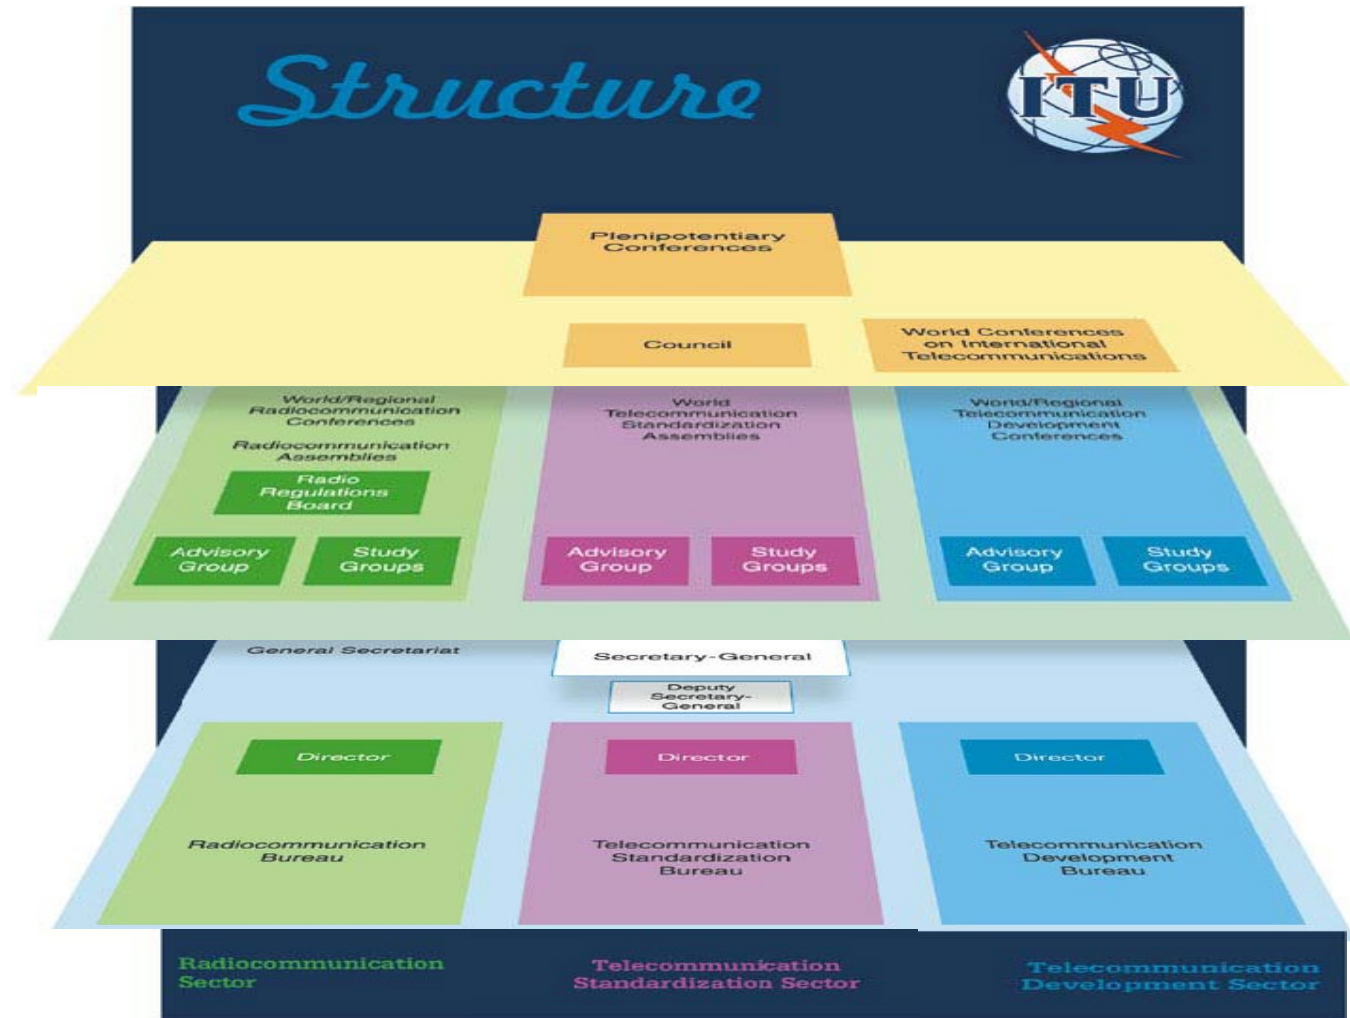 Structure
ITU
Plenipotentiary
Conferences
Council
World Conferences
on International
Telecommunications
World/Regional
Radiocommunication
Conferences
Radiocommunication
Assemblies
Radio
Regulations
Board
Advisory
Group
Study
Groups
World
Telecommunication
Standardization
Assemblies
Advisory
Group
Study
Groups
World/Regional
Telecommunication
Development
Conferences
Advisory
Group
Study
Groups
General Secretariat
Secretary-General
Deputy
Secretary-
General
Director
Radiocommunication
Bureau
Director
Telecommunication
Standardization
Bureau
Director
Telecommunication
Development
Bureau
Radiocommunication
Sector
Telecommunication
Standardization Sector
Telecommunication
Development Sector